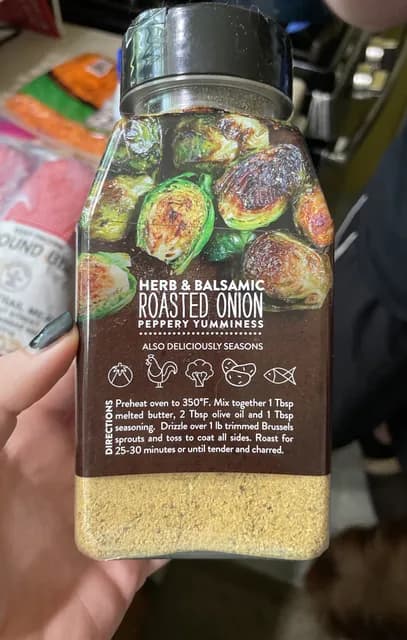 HERB & BALSAMIC
ROASTED ONION
PEPPERY YUMMINESS
ALSO DELICIOUSLY SEASONS
DIRECTIONS
Preheat oven to 350°F. Mix together 1 Tbsp
melted butter, 2 Tbsp olive oil and 1 Tbsp
seasoning. Drizzle over 1 lb trimmed Brussels
sprouts and toss to coat all sides. Roast for
25-30 minutes or until tender and charred.